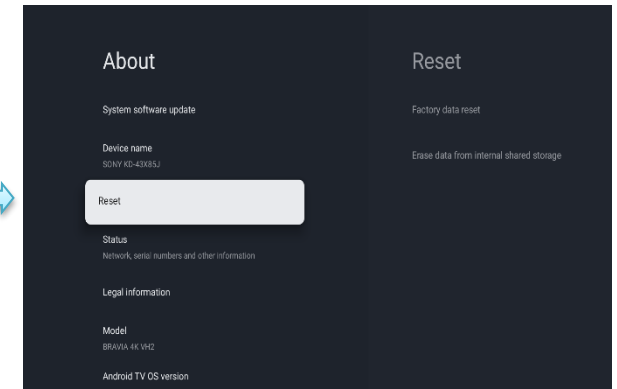 About
System software update
Device name
SONY KD-43X85J
Reset
Status
Network, serial numbers and other information
Legal information
Model
BRAVIA 4K VH2
Android TV OS version
Reset
Factory data reset
Erase data from internal shared storage